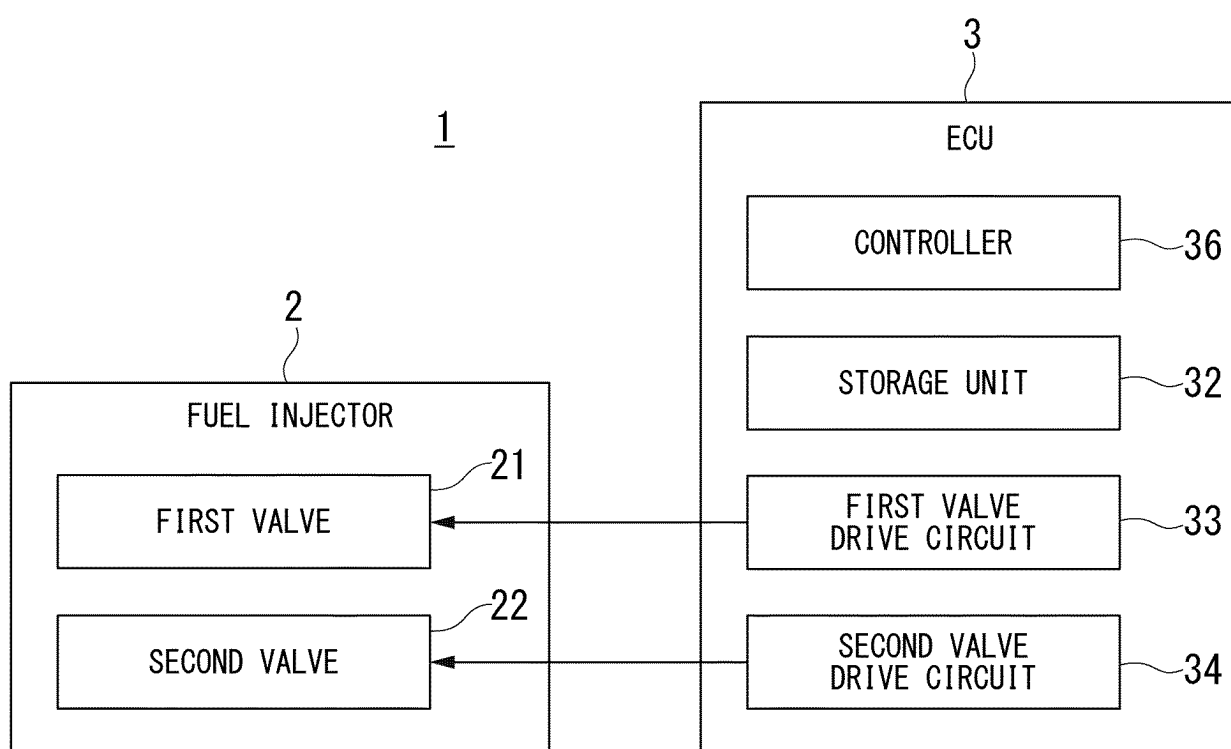 3
1
ECU
CONTROLLER
36
2
STORAGE UNIT
32
FUEL INJECTOR
21
FIRST VALVE
FIRST VALVE
DRIVE CIRCUIT
33
22
SECOND VALVE
SECOND VALVE
DRIVE CIRCUIT
34